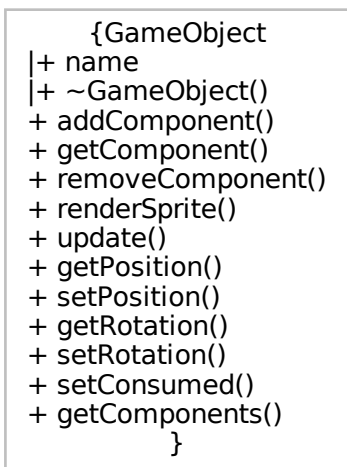 {GameObject
|+ name
|+ ~GameObject()
+ addComponent()
+ getComponent()
+ removeComponent()
+ renderSprite()
+ update()
+ getPosition()
+ setPosition()
+ getRotation()
+ setRotation()
+ setConsumed()
+ getComponents()
}